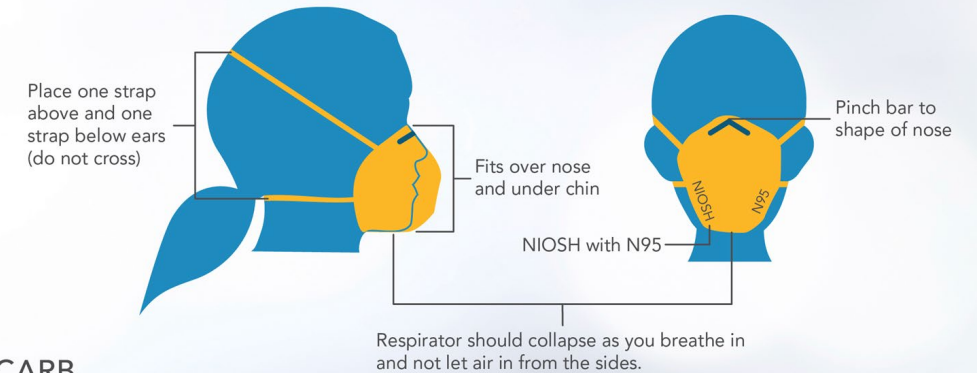 Place one strap
above and one
strap below ears
(do not cross)
Fits over nose
and under chin
Pinch bar to
shape of nose
NIOSH
N95
NIOSH with N95
Respirator should collapse as you breathe in
and not let air in from the sides.
CARB